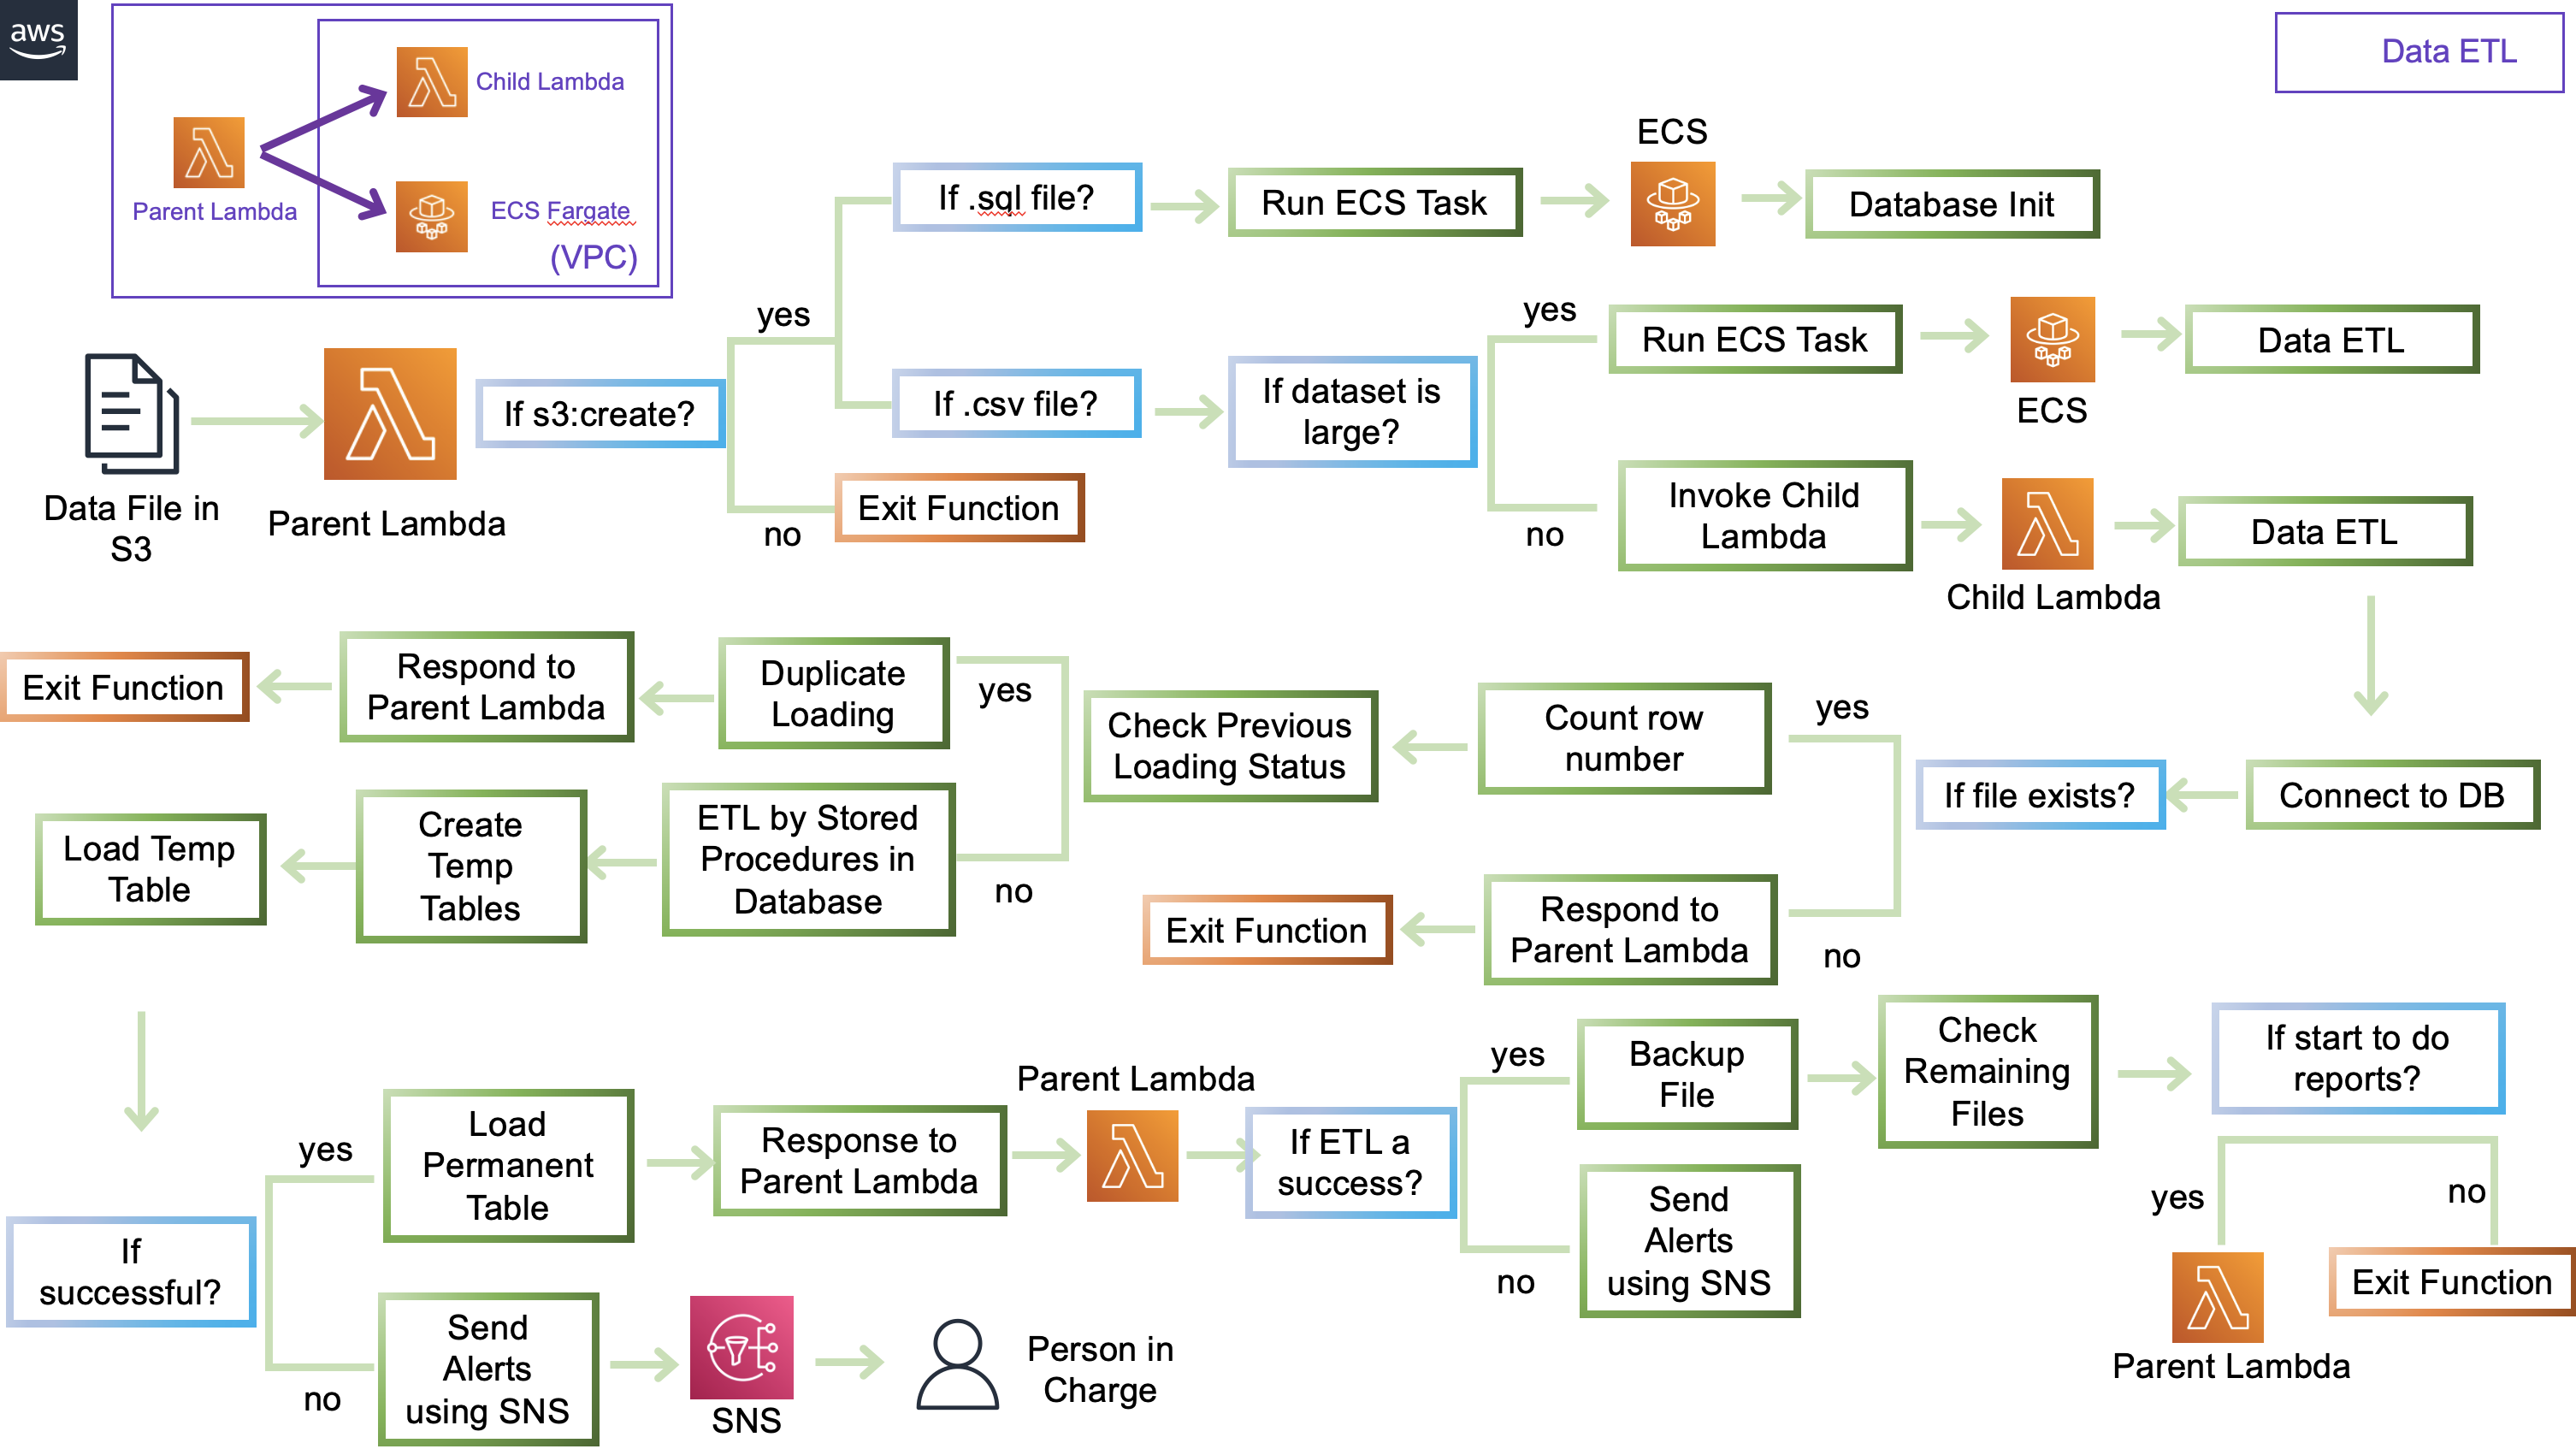 aws
Child Lambda
Parent Lambda
ECS Fargate
(VPC)
Data ETL
ECS
If .sql file?
Run ECS Task
Database Init
yes
yes
Run ECS Task
Data ETL
ECS
If s3:create?
If .csv file?
If dataset is
large?
Data File in
S3
Parent Lambda
no
Exit Function
no
Invoke Child
Lambda
Child Lambda
Data ETL
Exit Function
Respond to
Parent Lambda
Duplicate
Loading
yes
Check Previous
Loading Status
Count row
number
yes
If file exists?
Connect to DB
Load Temp
Table
Create
Temp
Tables
ETL by Stored
Procedures in
Database
no
Exit Function
Respond to
Parent Lambda
no
If
successful?
yes
Load
Permanent
Table
Response to
Parent Lambda
Parent Lambda
If ETL a
success?
yes
Backup
File
Check
Remaining
Files
If start to do
reports?
no
Send
Alerts
using SNS
SNS
Person in
Charge
no
Send
Alerts
using SNS
yes
no
Parent Lambda
Exit Function